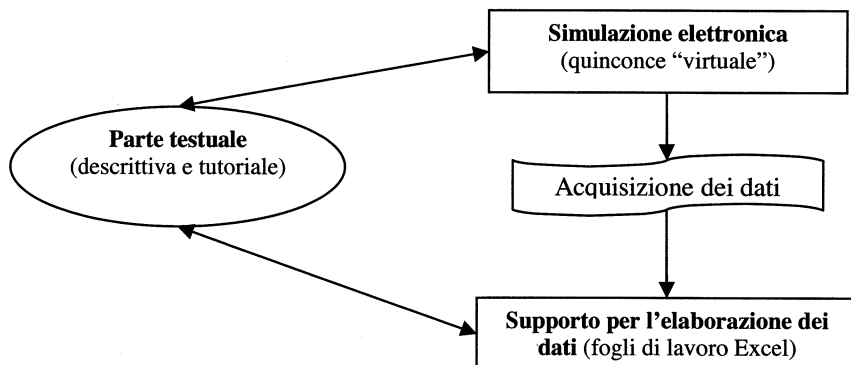 Simulazione elettronica
(quinconce “virtuale”)
Parte testuale
(descrittiva e tutoriale)
Acquisizione dei dati
Supporto per l’elaborazione dei
dati (fogli di lavoro Excel)